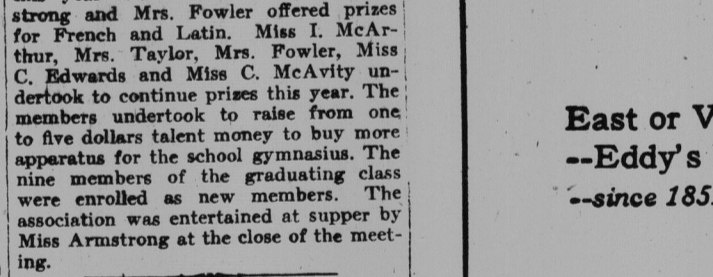 strong and Mrs. Fowler offered prizes
for French and Latin. Miss I. McAr-
thur, Mrs. Taylor, Mrs. Fowler, Miss
C. Edwards and Miss C. McAvity un-
dertook to continue prizes this year. The
members undertook to raise from one
to five dollars talent money to buy more
apparatus for the school gymnasius. The
nine members of the graduating class
were enrolled as new members. The
association was entertained at supper by
Miss Armstrong at the close of the meet-
ing.
East or V
--Eddy's
--since 185